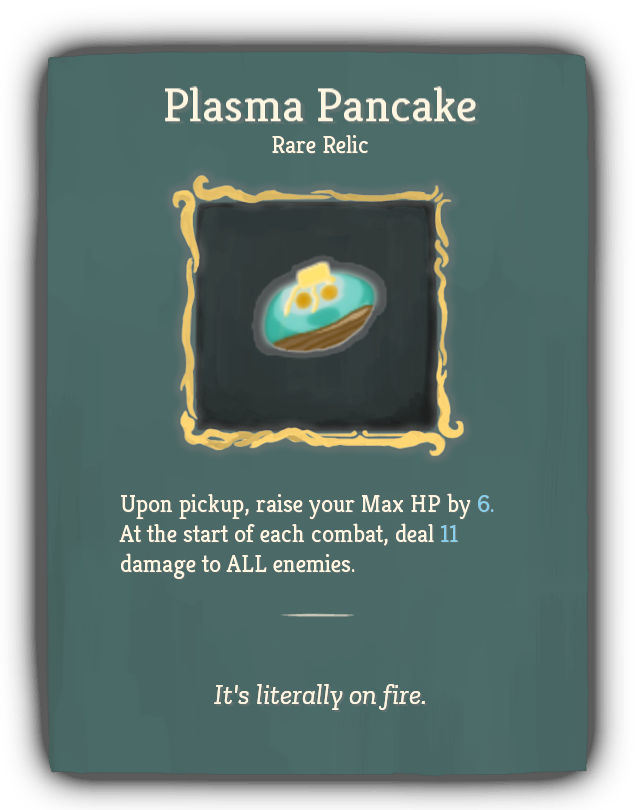 Plasma Pancake
Rare Relic
Upon pickup, raise your Max HP by 6.
At the start of each combat, deal 11
damage to ALL enemies.
It's literally on fire.